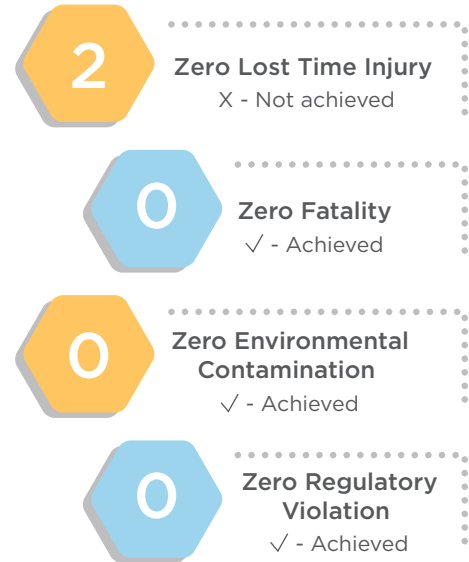 2
Zero Lost Time Injury
X - Not achieved
0
Zero Fatality
✓ - Achieved
0
Zero Environmental
Contamination
✓ - Achieved
0
Zero Regulatory
Violation
✓ - Achieved